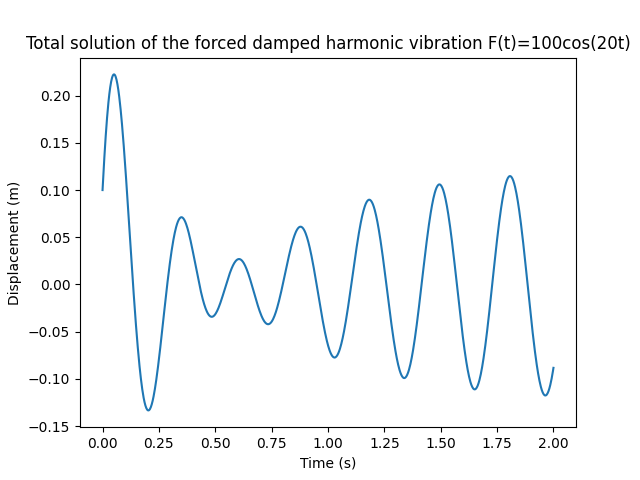 Total solution of the forced damped harmonic vibration F(t)=100cos(20t)
Displacement (m)
0.20
0.15
0.10
0.05
0.00
−0.05
−0.10
−0.15
0.00 0.25 0.50 0.75 1.00 1.25 1.50 1.75 2.00
Time (s)